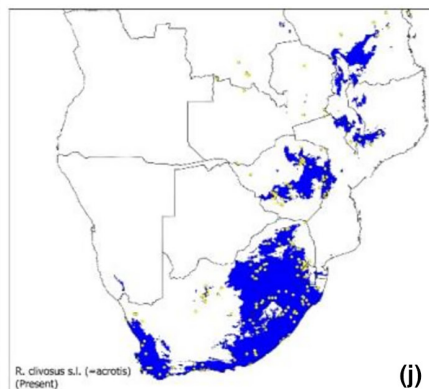 R. clivosus s.l. (=acrotis)
(Present)
(j)